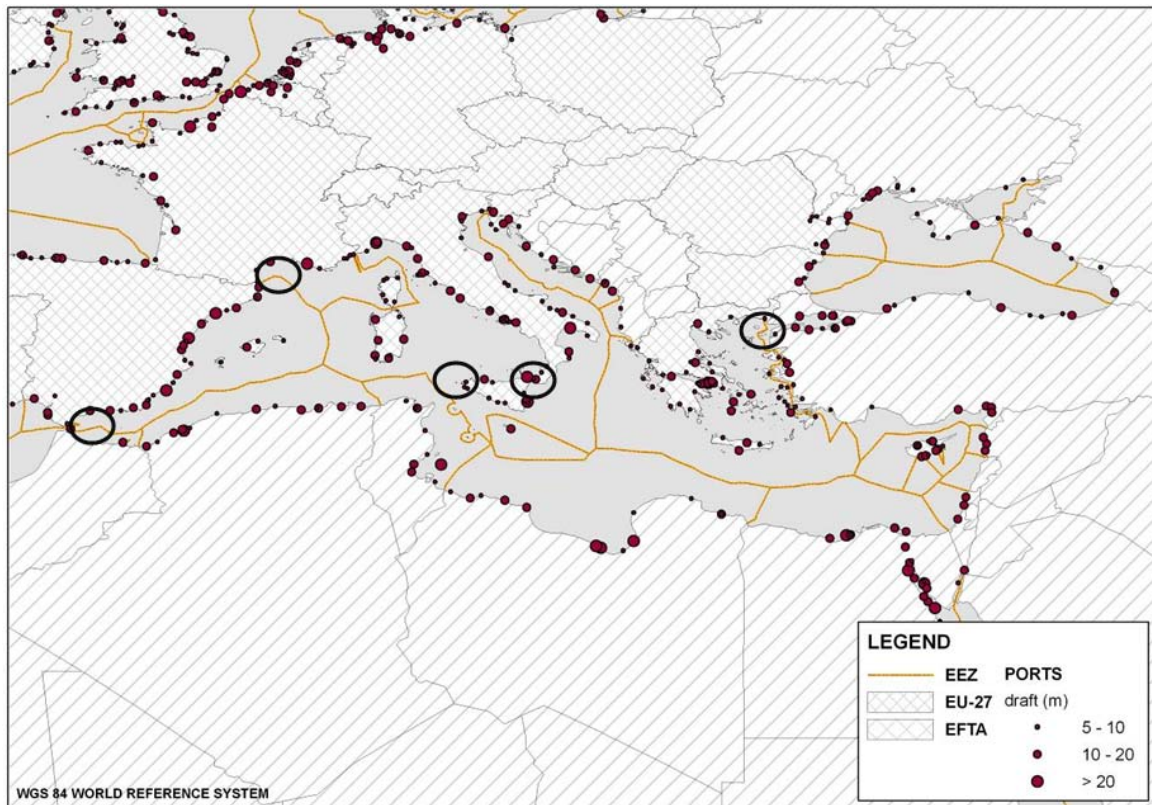 LEGEND
EEZ PORTS
EU-27 draft (m)
EFTA 5 - 10
10 - 20
> 20
WGS 84 WORLD REFERENCE SYSTEM